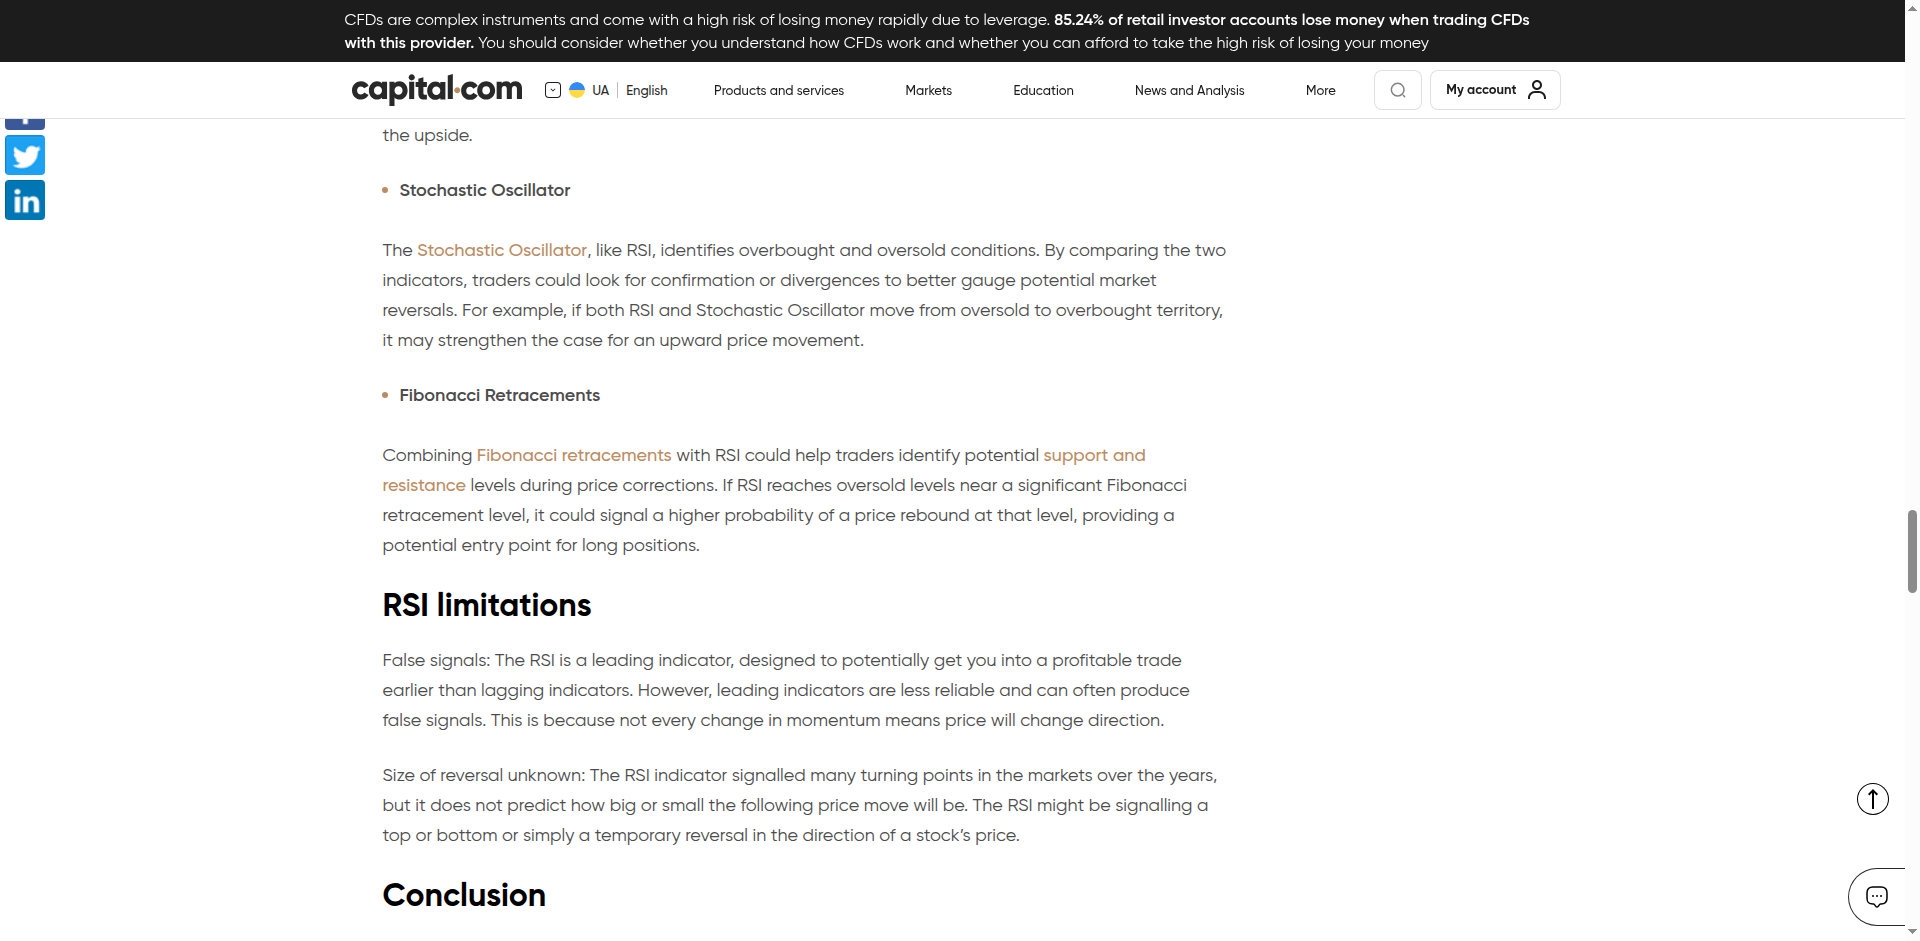 CFDs are complex instruments and come with a high risk of losing money rapidly due to leverage. 85.24% of retail investor accounts lose money when trading CFDs
with this provider. You should consider whether you understand how CFDs work and whether you can afford to take the high risk of losing your money
capital.com
UA
English
Products and services
Markets
Education
News and Analysis
More
My account
the upside.
in
Stochastic Oscillator
The Stochastic Oscillator, like RSI, identifies overbought and oversold conditions. By comparing the two
indicators, traders could look for confirmation or divergences to better gauge potential market
reversals. For example, if both RSI and Stochastic Oscillator move from oversold to overbought territory,
it may strengthen the case for an upward price movement.
Fibonacci Retracements
Combining Fibonacci retracements with RSI could help traders identify potential support and
resistance levels during price corrections. If RSI reaches oversold levels near a significant Fibonacci
retracement level, it could signal a higher probability of a price rebound at that level, providing a
potential entry point for long positions.
RSI limitations
False signals: The RSI is a leading indicator, designed to potentially get you into a profitable trade
earlier than lagging indicators. However, leading indicators are less reliable and can often produce
false signals. This is because not every change in momentum means price will change direction.
Size of reversal unknown: The RSI indicator signalled many turning points in the markets over the years,
but it does not predict how big or small the following price move will be. The RSI might be signalling a
top or bottom or simply a temporary reversal in the direction of a stock’s price.
Conclusion